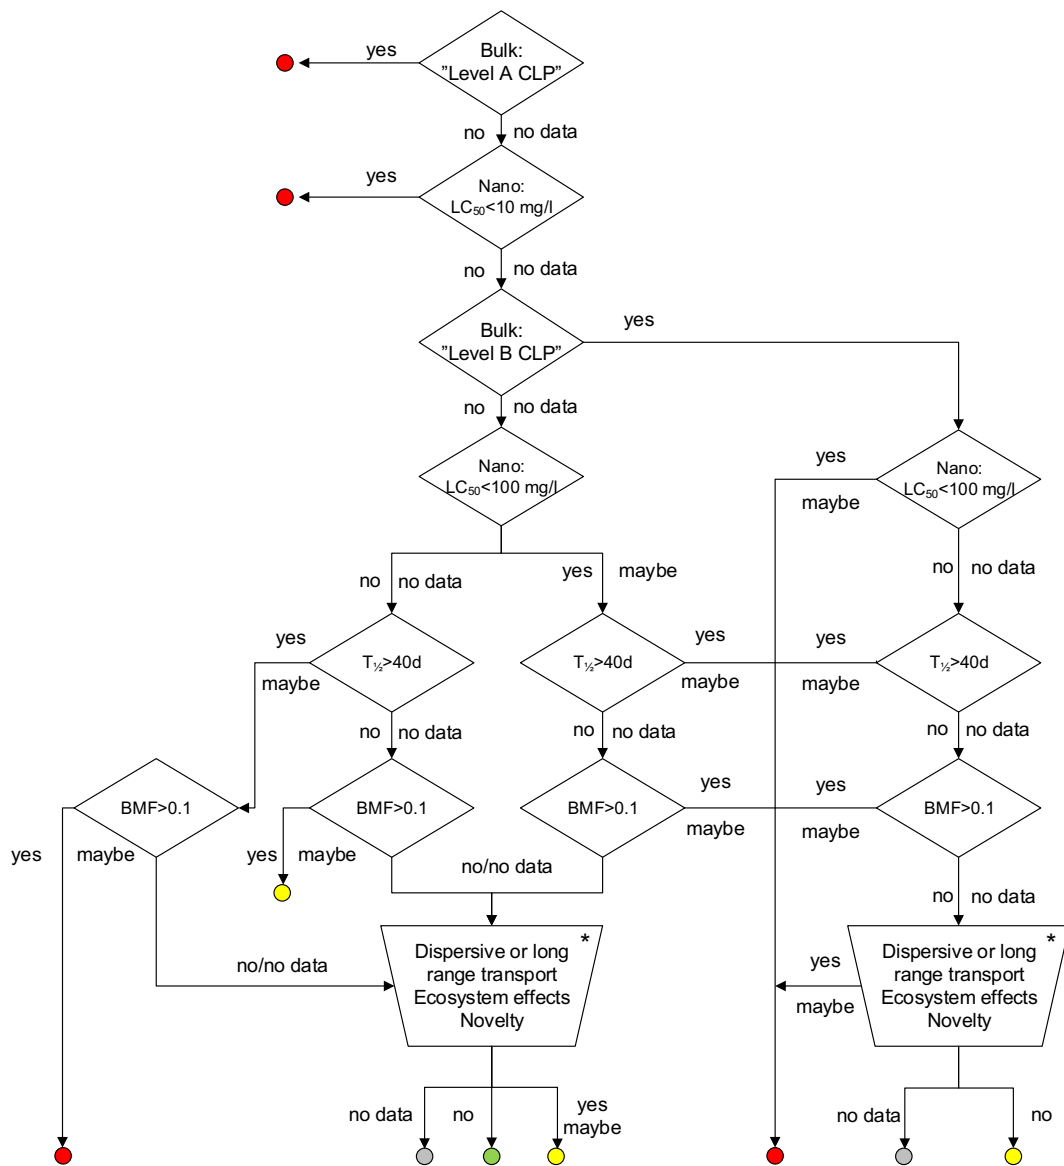 yes
Bulk:
”Level A CLP”
no
no data
yes
Nano:
LC₅₀<10 mg/l
no
no data
Bulk:
”Level B CLP”
yes
no
no data
Nano:
LC₅₀<100 mg/l
yes
maybe
Nano:
LC₅₀<100 mg/l
no
no data
yes
maybe
no
no data
yes
maybe
T½>40d
T½>40d
yes
maybe
yes
maybe
T½>40d
no
no data
no
no data
no
no data
BMF>0.1
yes
maybe
BMF>0.1
yes
maybe
BMF>0.1
yes
maybe
yes
maybe
BMF>0.1
no/no data
no
no data
no/no data
*
Dispersive or long
range transport
Ecosystem effects
Novelty
yes
maybe
*
Dispersive or long
range transport
Ecosystem effects
Novelty
no data
no
yes
maybe
no data
no